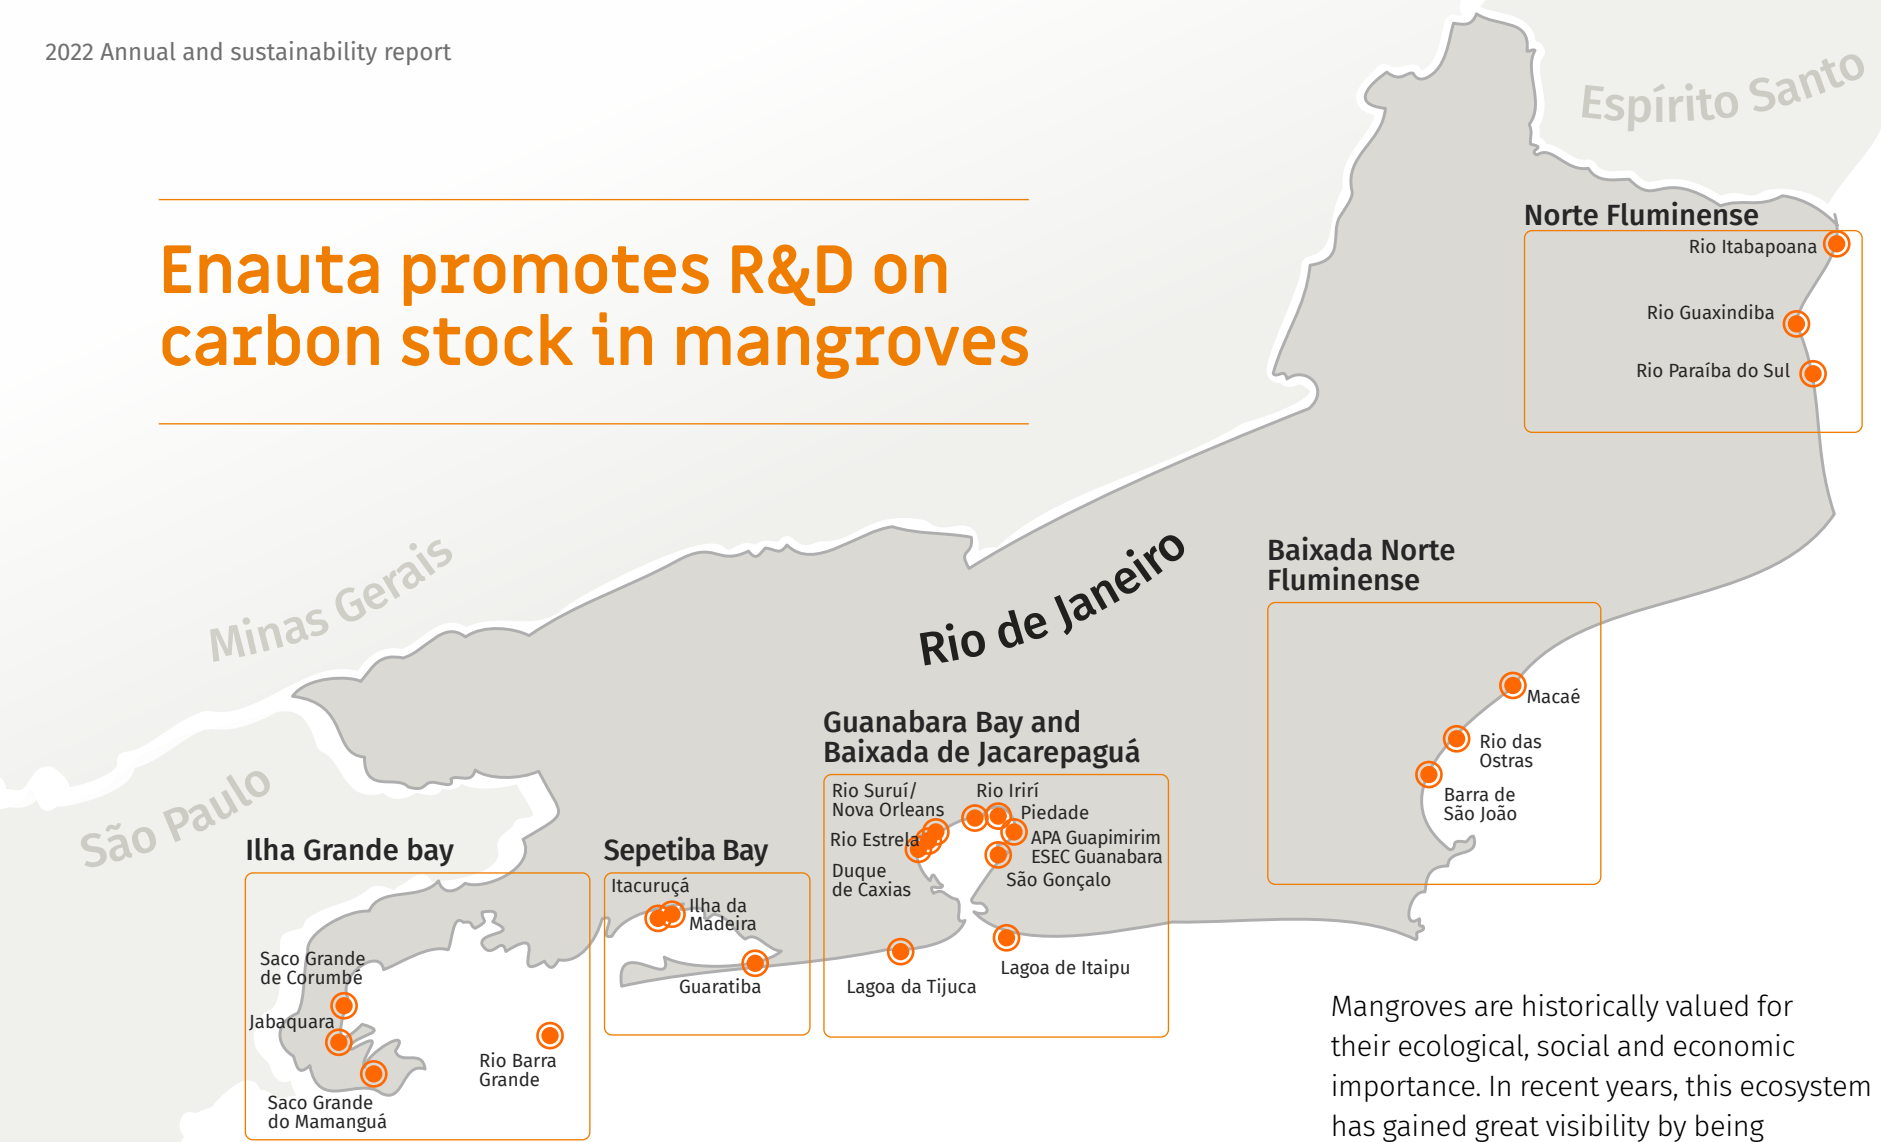 2022 Annual and sustainability report
Enauta promotes R&D on
carbon stock in mangroves
Espírito Santo
Minas Gerais
São Paulo
Rio de Janeiro
Norte Fluminense
Rio Itabapoana
Rio Guaxindiba
Rio Paraíba do Sul
Baixada Norte
Fluminense
Macaé
Rio das
Ostras
Barra de
São João
Guanabara Bay and
Baixada de Jacarepaguá
Rio Suruí/
Nova Orleans
Rio Estrela
Duque
de Caxias
Rio Irirí
Piedade
APA Guapimirim
ESEC Guanabara
São Gonçalo
Lagoa da Tijuca
Lagoa de Itaipu
Sepetiba Bay
Itacuruçá
Ilha da
Madeira
Guaratiba
Ilha Grande bay
Saco Grande
de Corumbé
Jabaquara
Saco Grande
do Mamanguá
Rio Barra
Grande
Mangroves are historically valued for
their ecological, social and economic
importance. In recent years, this ecosystem
has gained great visibility by being